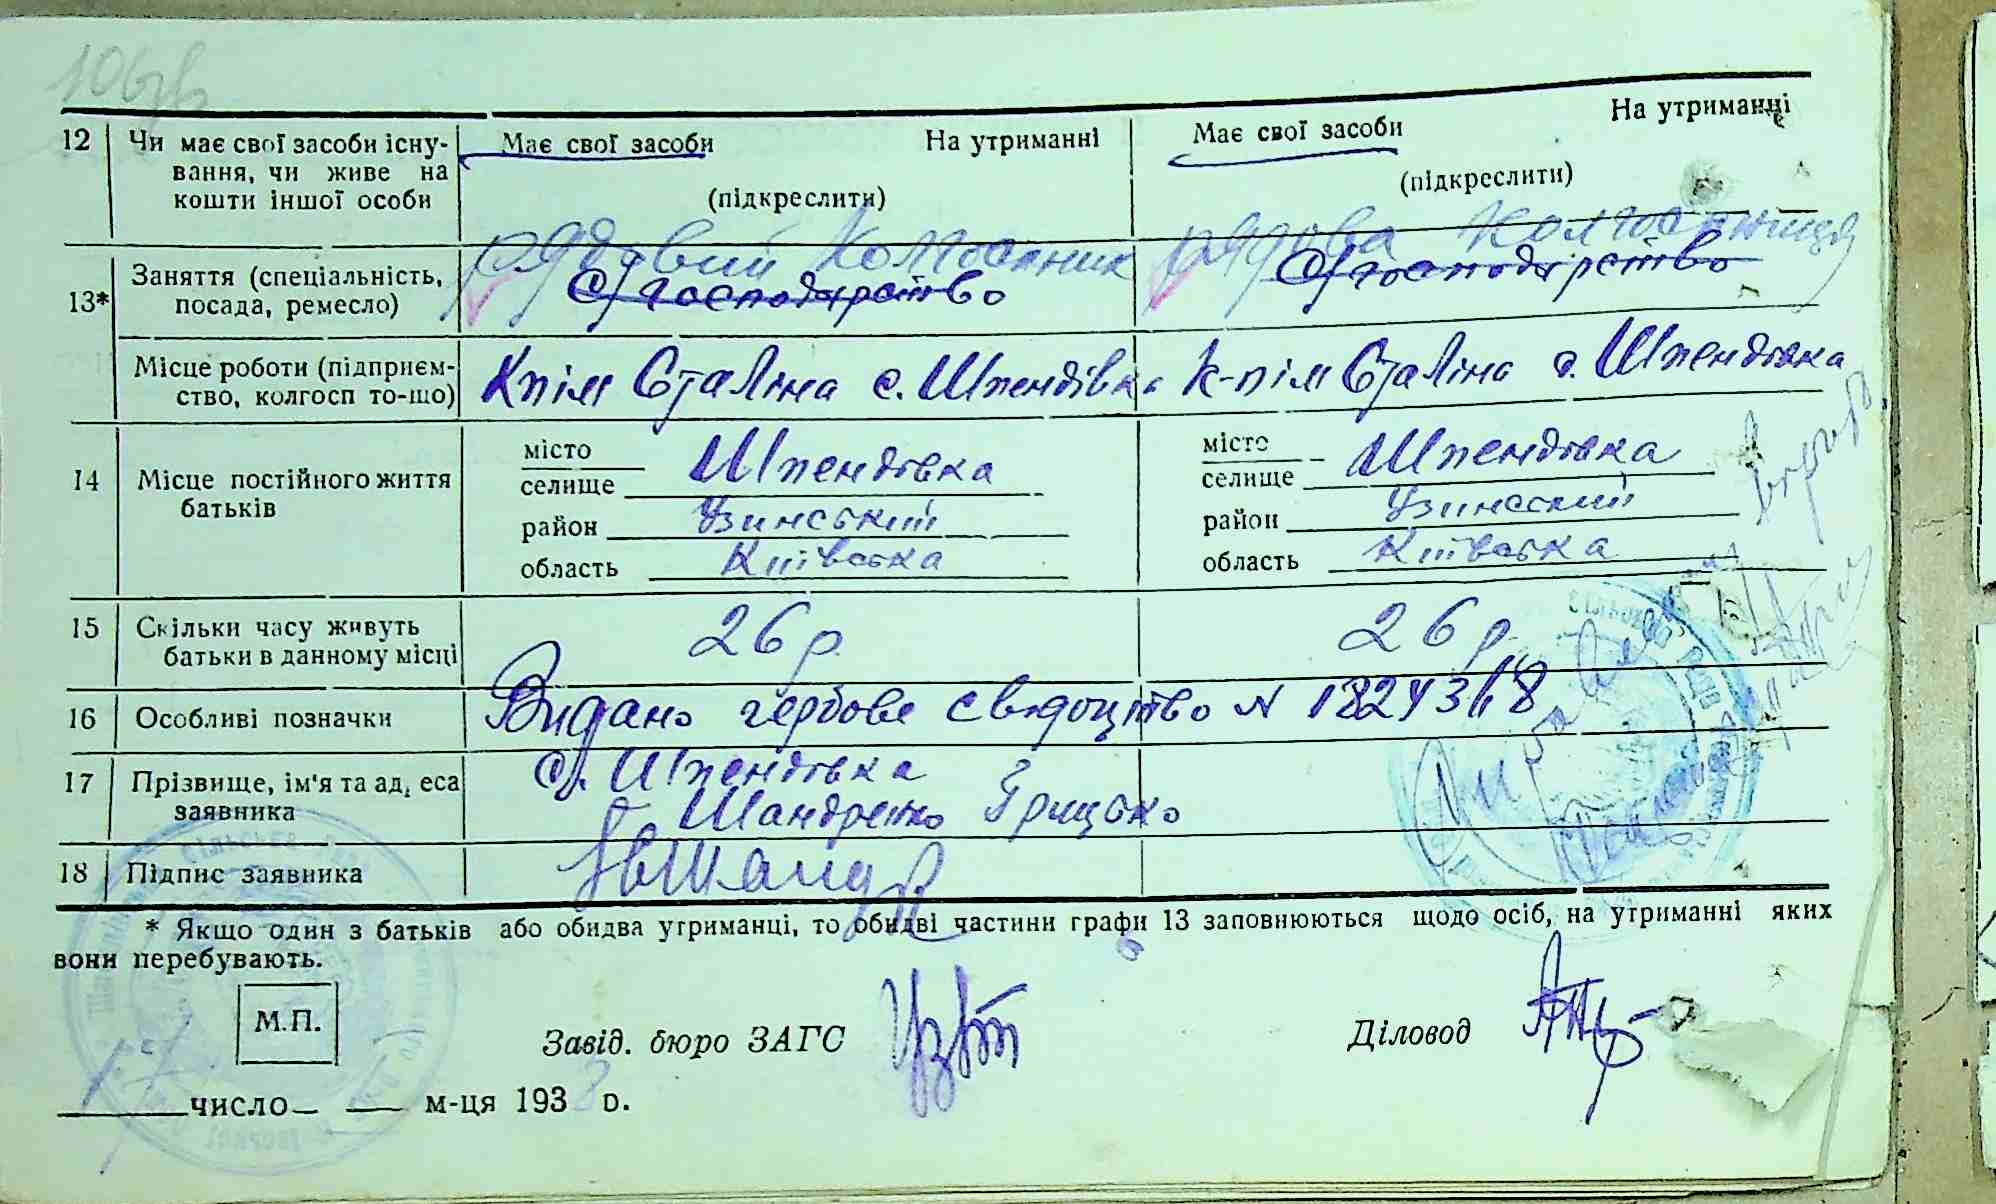 106зв
12 Чи має свої засоби існу- Має свої засоби На утриманні Має свої засоби На утриманні
вання, чи живе на
кошти іншої особи (підкреслити) (підкреслити)
рядовий колгоспник рядова колгоспниця
13* Заняття (спеціальність, с/господарство с/господарство
посада, ремесло)
Місце роботи (підприєм- К-п ім Сталіна с. Шпендівка К-п ім Сталіна с. Шпендівка
ство, колгосп то-що)
14 Місце постійного життя місто Шпендівка місто Шпендівка
батьків селище селище
район Узинський район Узинський
область Київська область Київська
15 Скільки часу живуть 26 р. 26 р.
батьки в данному місці
16 Особливі позначки Видано гербове свидоцтво N 1824318
17 Прізвище, ім'я та адреса с. Шпендівка
заявника Шандренко Грицько
18 Підпис заявника
* Якщо один з батьків або обидва утриманці, то обидві частини графи 13 заповнюються щодо осіб, на утриманні яких
вони перебувають.
М.П.
Завід. бюро ЗАГС Діловод
число м-ця 193 р.